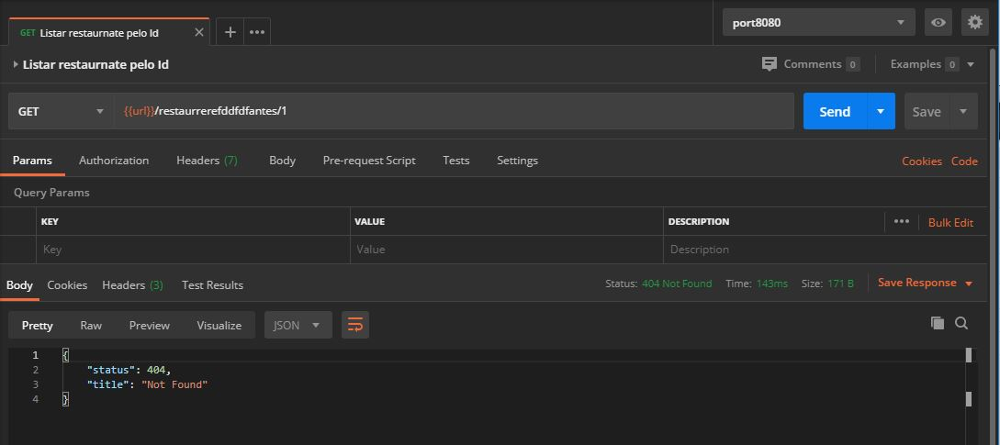 GET Listar restaurnate pelo Id
port8080
Listar restaurnate pelo Id
Comments 0
Examples 0
GET
{{url}}/restaurrerefddfdfantes/1
Send
Save
Params Authorization Headers (7) Body Pre-request Script Tests Settings Cookies Code
Query Params
KEY VALUE DESCRIPTION ••• Bulk Edit
Key Value Description
Body Cookies Headers (3) Test Results Status: 404 Not Found Time: 143ms Size: 171 B Save Response
Pretty Raw Preview Visualize JSON
1 {
2 "status": 404,
3 "title": "Not Found"
4 }